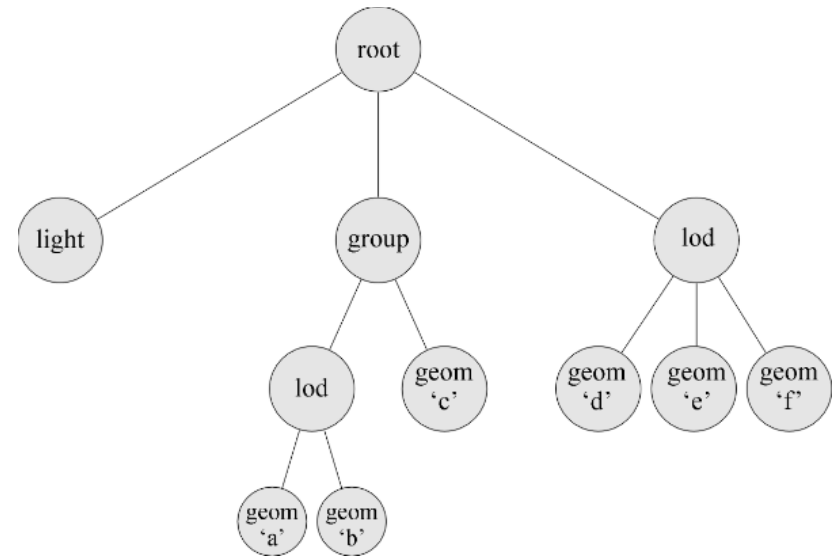 root
light
group
lod
lod
geom
‘c’
geom
‘d’
geom
‘e’
geom
‘f’
geom
‘a’
geom
‘b’